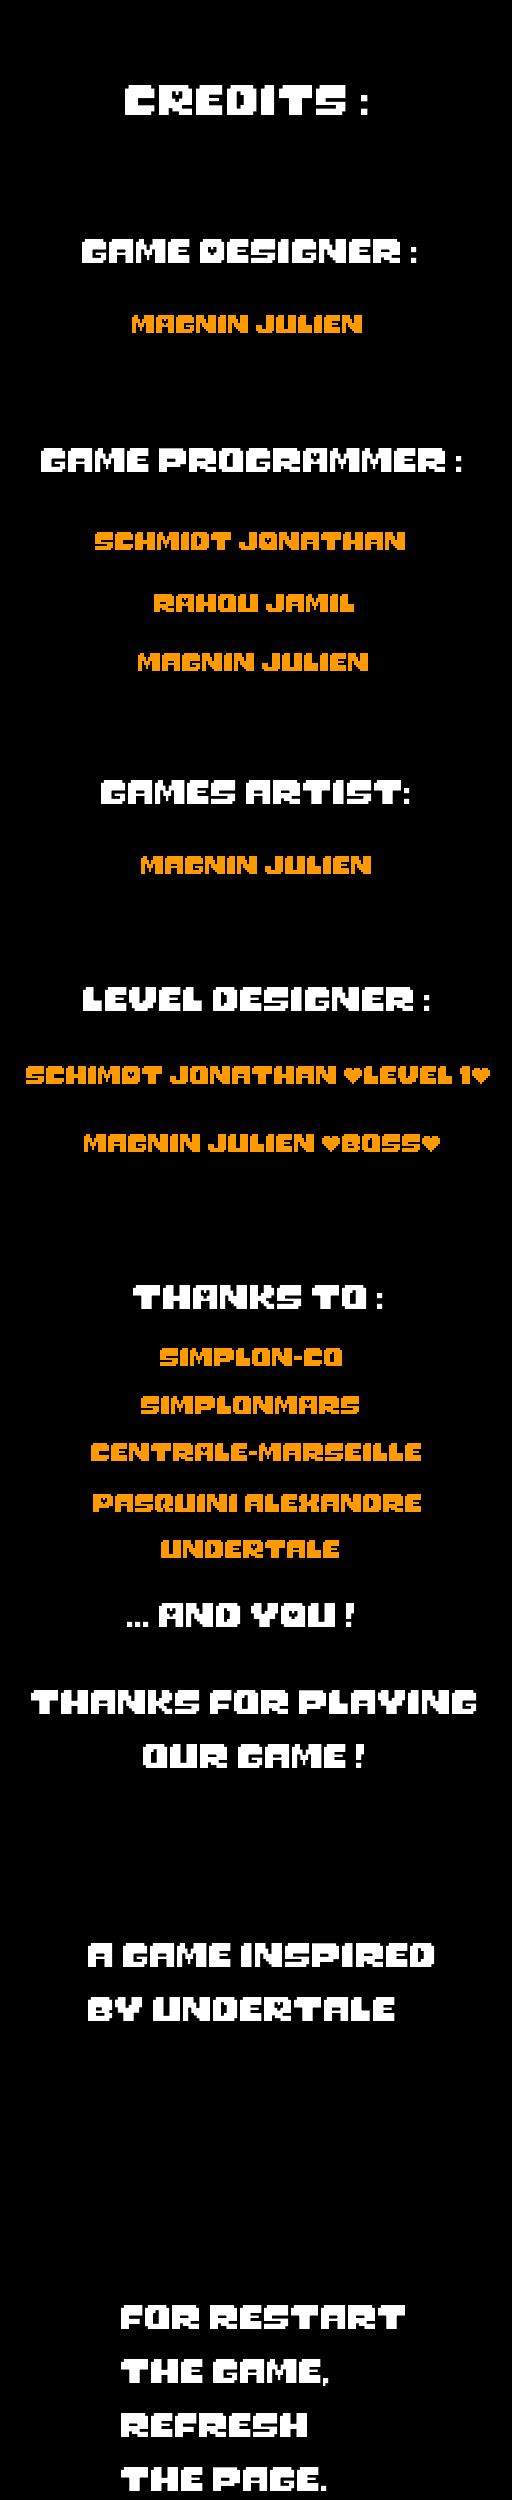 CREDITS :
GAME DESIGNER :
MAGNIN JULIEN
GAME PROGRAMMER :
SCHMIDT JONATHAN
RAHOU JAMIL
MAGNIN JULIEN
GAMES ARTIST:
MAGNIN JULIEN
LEVEL DESIGNER :
SCHIMDT JONATHAN ♥LEVEL 1♥
MAGNIN JULIEN ♥BOSS♥
THANKS TO :
SIMPLON-CO
SIMPLONMARS
CENTRALE-MARSEILLE
PASQUINI ALEXANDRE
UNDERTALE
... AND YOU !
THANKS FOR PLAYING
OUR GAME !
A GAME INSPIRED
BY UNDERTALE
FOR RESTART
THE GAME,
REFRESH
THE PAGE.